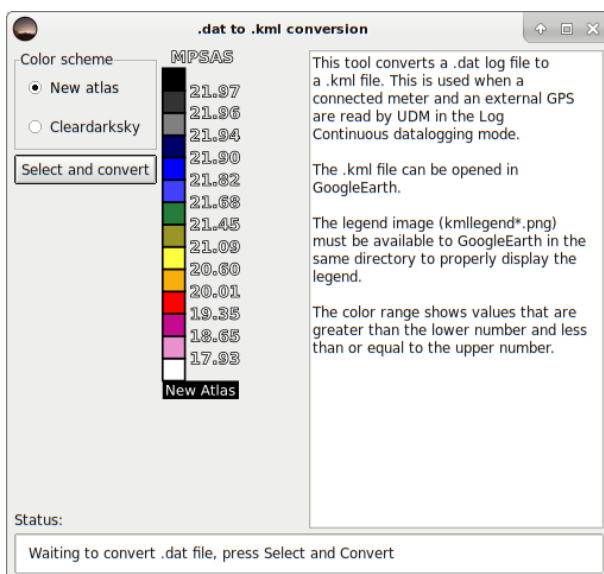 .dat to .kml conversion
Color scheme
New atlas
Cleardarksky
Select and convert
MPSAS
21.97
21.96
21.94
21.90
21.82
21.68
21.45
21.09
20.60
20.01
19.35
18.65
17.93
New Atlas
This tool converts a .dat log file to
a .kml file. This is used when a
connected meter and an external GPS
are read by UDM in the Log
Continuous datalogging mode.
The .kml file can be opened in
GoogleEarth.
The legend image (kmllegend*.png)
must be available to GoogleEarth in the
same directory to properly display the
legend.
The color range shows values that are
greater than the lower number and less
than or equal to the upper number.
Status:
Waiting to convert .dat file, press Select and Convert